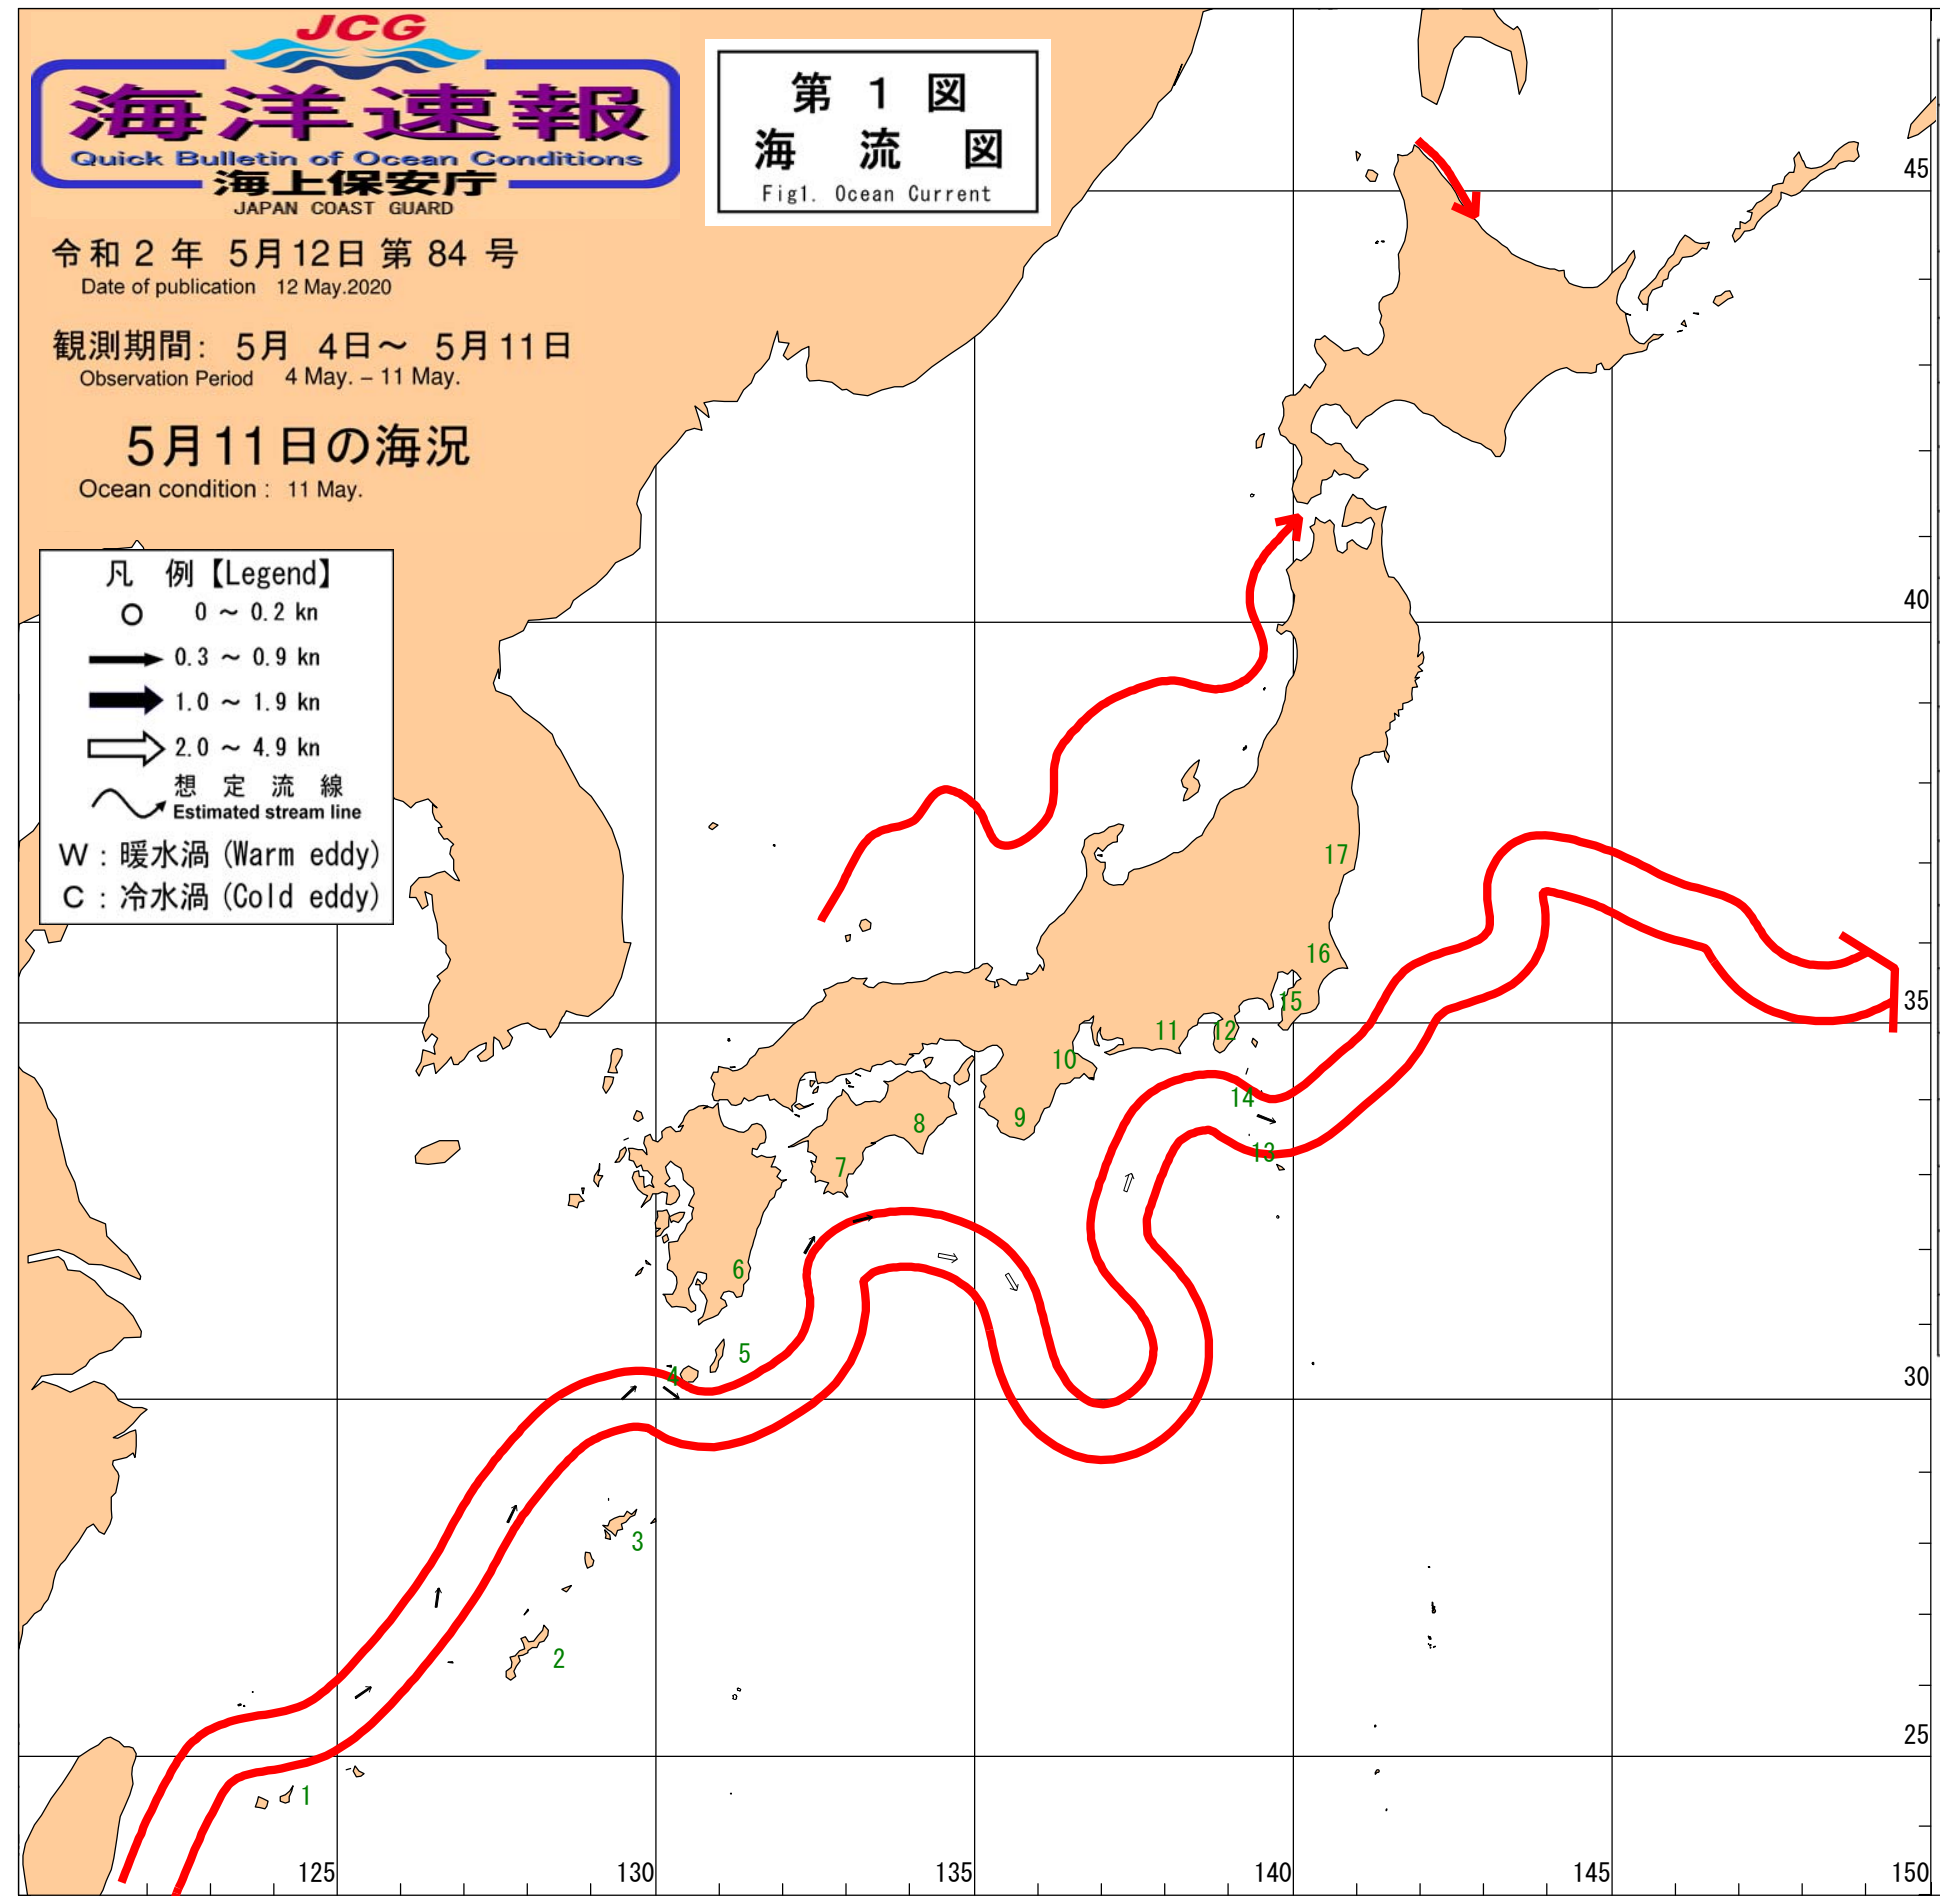 JCG
海洋速報
Quick Bulletin of Ocean Conditions
海上保安庁
JAPAN COAST GUARD
令和 2 年 5月12日 第 84 号
Date of publication 12 May.2020
観測期間: 5月 4日～ 5月11日
Observation Period 4 May. – 11 May.
5月11日の海況
Ocean condition : 11 May.
第 1 図
海 流 図
Fig1. Ocean Current
凡 例【Legend】
0 ～ 0.2 kn
0.3 ～ 0.9 kn
1.0 ～ 1.9 kn
2.0 ～ 4.9 kn
想 定 流 線
Estimated stream line
W : 暖水渦 (Warm eddy)
C : 冷水渦 (Cold eddy)
45
40
17
16
35
15
12
11
10
14
9
8
13
7
6
5
4
30
3
2
25
1
125
130
135
140
145
150